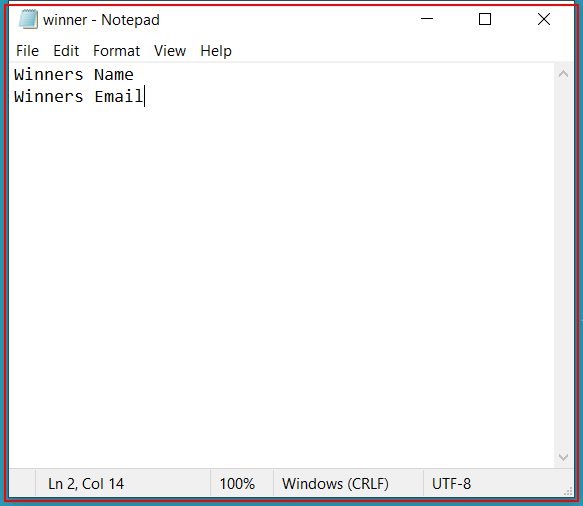 winner - Notepad
File Edit Format View Help
Winners Name
Winners Email
Ln 2, Col 14 100% Windows (CRLF) UTF-8